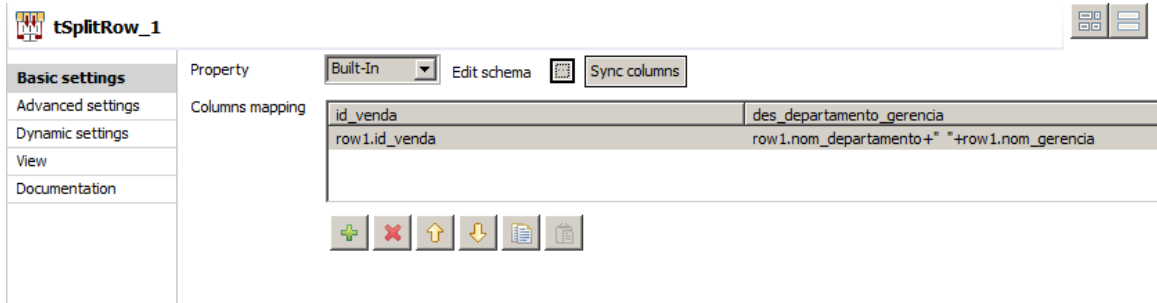 tSplitRow_1
Basic settings
Advanced settings
Dynamic settings
View
Documentation
Property Built-In Edit schema Sync columns
Columns mapping
id_venda des_departamento_gerencia
row1.id_venda row1.nom_departamento+" "+row1.nom_gerencia